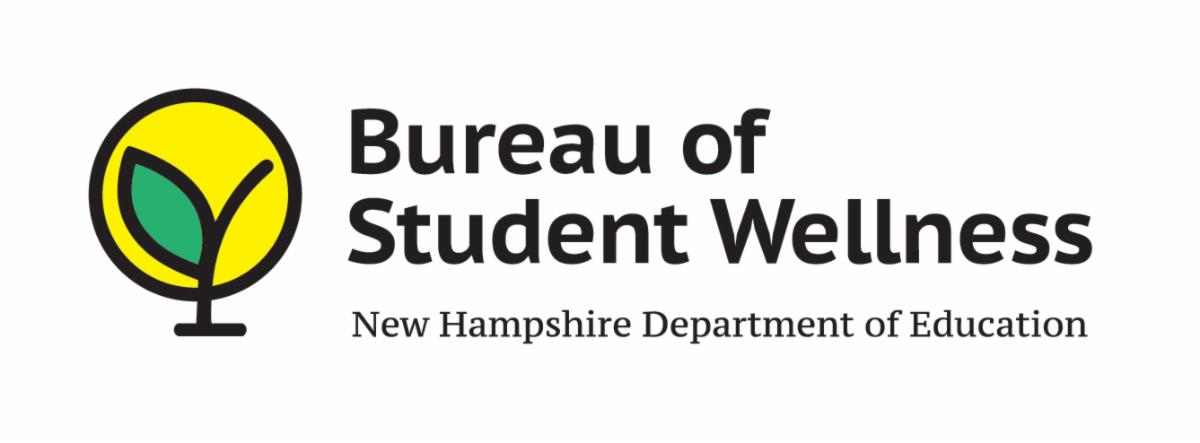 Bureau of
Student Wellness
New Hampshire Department of Education